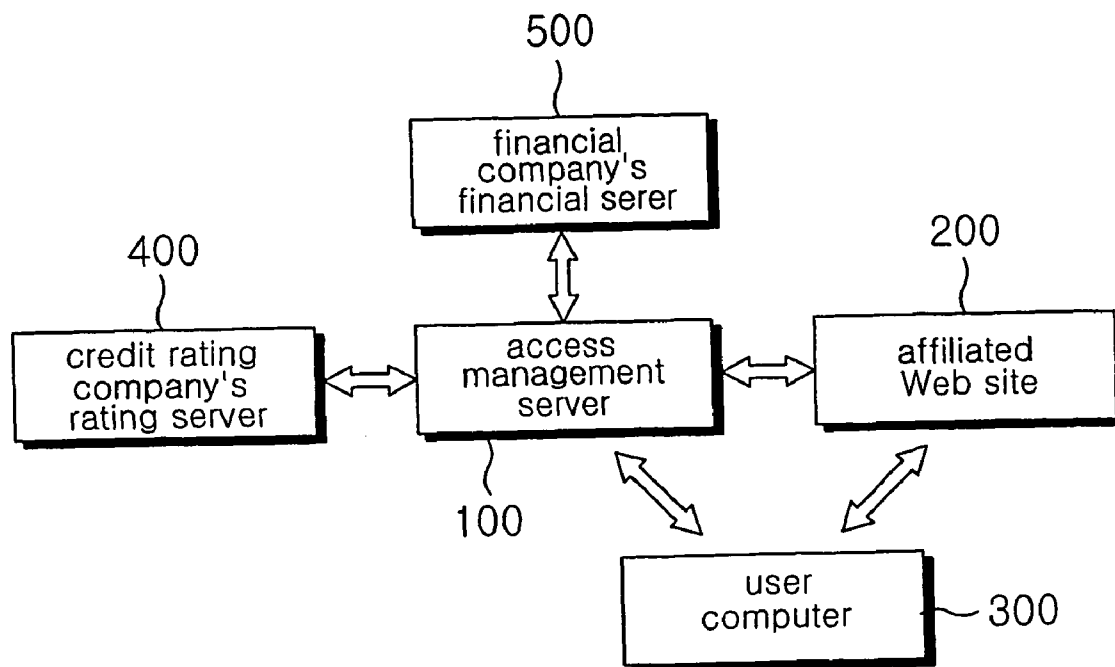 500
financial
company's
financial serer
400
200
credit rating
company's
rating server
access
management
server
affiliated
Web site
100
user
computer
300